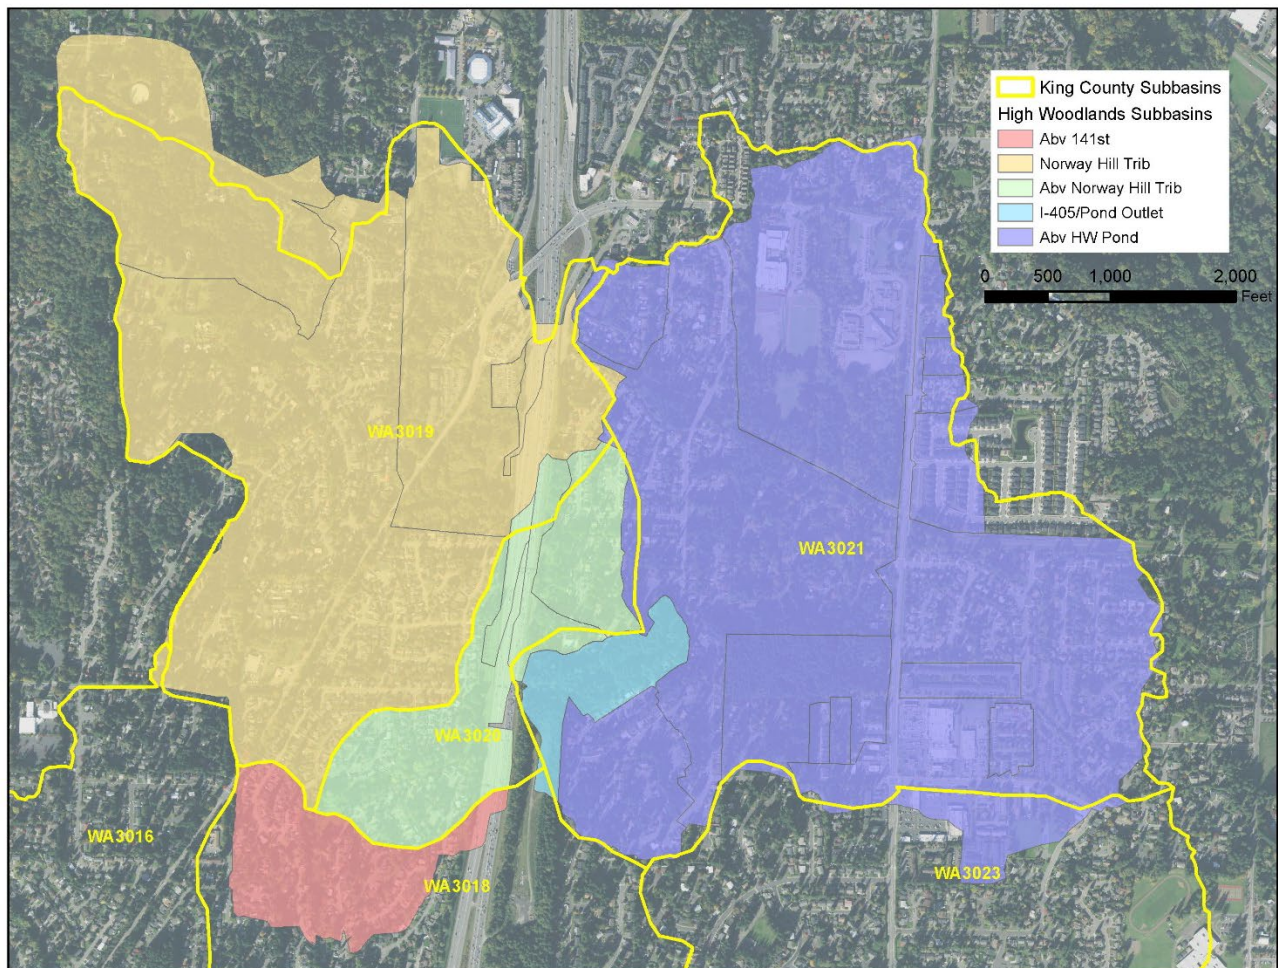 King County Subbasins
High Woodlands Subbasins
Abv 141st
Norway Hill Trib
Abv Norway Hill Trib
I-405/Pond Outlet
Abv HW Pond
0 500 1,000 2,000
Feet
WA3019
WA3021
WA3020
WA3016
WA3018
WA3023